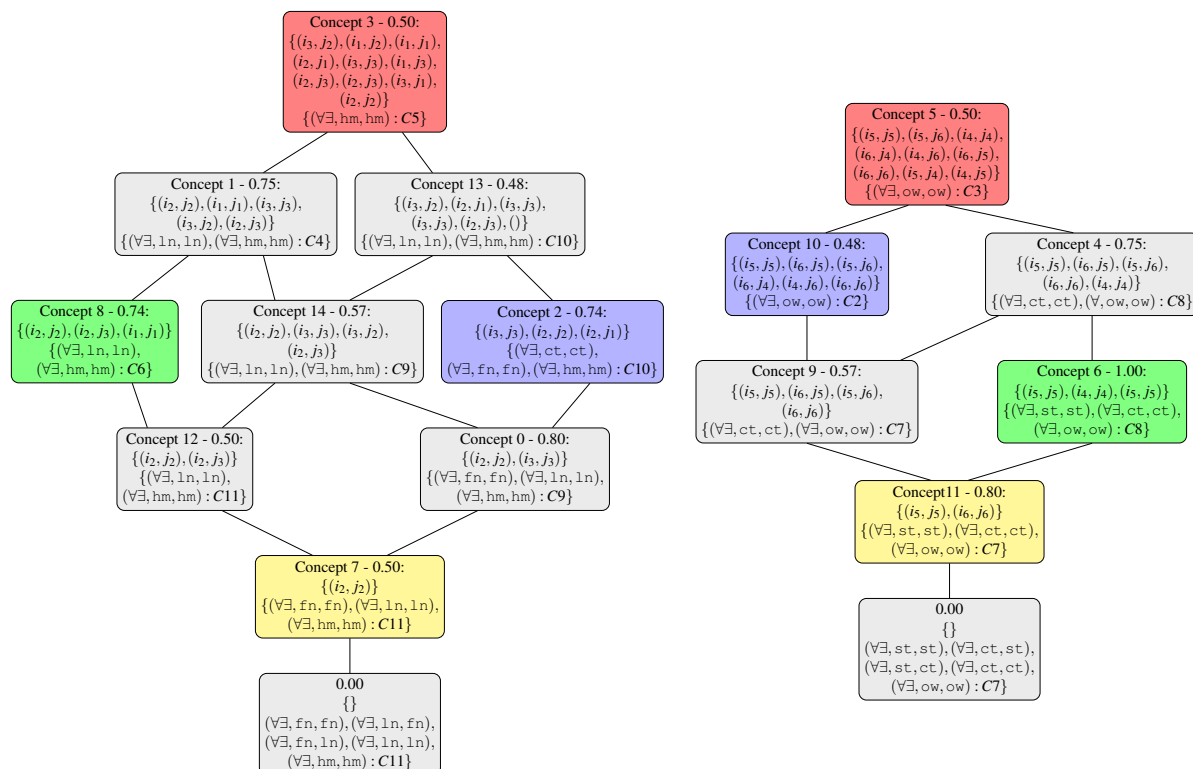 Concept 3 - 0.50:
{(i₃, j₂),(i₁, j₂),(i₁, j₁),
(i₂, j₁),(i₃, j₃),(i₁, j₃),
(i₂, j₃),(i₂, j₃),(i₃, j₁),
(i₂, j₂)}
{(∀∃,hm,hm) : C5}
Concept 1 - 0.75:
{(i₂, j₂),(i₁, j₁),(i₃, j₃),
(i₃, j₂),(i₂, j₃)}
{(∀∃,ln,ln),(∀∃,hm,hm) : C4}
Concept 13 - 0.48:
{(i₃, j₂),(i₂, j₁),(i₃, j₃),
(i₃, j₃),(i₂, j₃),()}
{(∀∃,ln,ln),(∀∃,hm,hm) : C10}
Concept 8 - 0.74:
{(i₂, j₂),(i₂, j₃),(i₁, j₁)}
{(∀∃,ln,ln),
(∀∃,hm,hm) : C6}
Concept 14 - 0.57:
{(i₂, j₂),(i₃, j₃),(i₃, j₂),
(i₂, j₃)}
{(∀∃,ln,ln),(∀∃,hm,hm) : C9}
Concept 2 - 0.74:
{(i₃, j₃),(i₂, j₂),(i₂, j₁)}
{(∀∃,ct,ct),
(∀∃,fn,fn),(∀∃,hm,hm) : C10}
Concept 12 - 0.50:
{(i₂, j₂),(i₂, j₃)}
{(∀∃,ln,ln),
(∀∃,hm,hm) : C11}
Concept 0 - 0.80:
{(i₂, j₂),(i₃, j₃)}
{(∀∃,fn,fn),(∀∃,ln,ln),
(∀∃,hm,hm) : C9}
Concept 7 - 0.50:
{(i₂, j₂)}
{(∀∃,fn,fn),(∀∃,ln,ln),
(∀∃,hm,hm) : C11}
0.00
{}
(∀∃,fn,fn),(∀∃,ln,fn),
(∀∃,fn,ln),(∀∃,ln,ln),
(∀∃,hm,hm) : C11}
Concept 5 - 0.50:
{(i₅, j₅),(i₅, j₆),(i₄, j₄),
(i₆, j₄),(i₄, j₆),(i₆, j₅),
(i₆, j₆),(i₅, j₄),(i₄, j₅)}
{(∀∃,ow,ow) : C3}
Concept 10 - 0.48:
{(i₅, j₅),(i₆, j₅),(i₅, j₆),
(i₆, j₄),(i₄, j₆),(i₆, j₆)}
{(∀∃,ow,ow) : C2}
Concept 4 - 0.75:
{(i₅, j₅),(i₆, j₅),(i₅, j₆),
(i₆, j₆),(i₄, j₄)}
{(∀∃,ct,ct),(∀,ow,ow) : C8}
Concept 9 - 0.57:
{(i₅, j₅),(i₆, j₅),(i₅, j₆),
(i₆, j₆)}
{(∀∃,ct,ct),(∀∃,ow,ow) : C7}
Concept 6 - 1.00:
{(i₅, j₅),(i₄, j₄),(i₅, j₅)}
{(∀∃,st,st),(∀∃,ct,ct),
(∀∃,ow,ow) : C8}
Concept11 - 0.80:
{(i₅, j₅),(i₆, j₆)}
{(∀∃,st,st),(∀∃,ct,ct),
(∀∃,ow,ow) : C7}
0.00
{}
(∀∃,st,st),(∀∃,ct,st),
(∀∃,st,ct),(∀∃,ct,ct),
(∀∃,ow,ow) : C7}